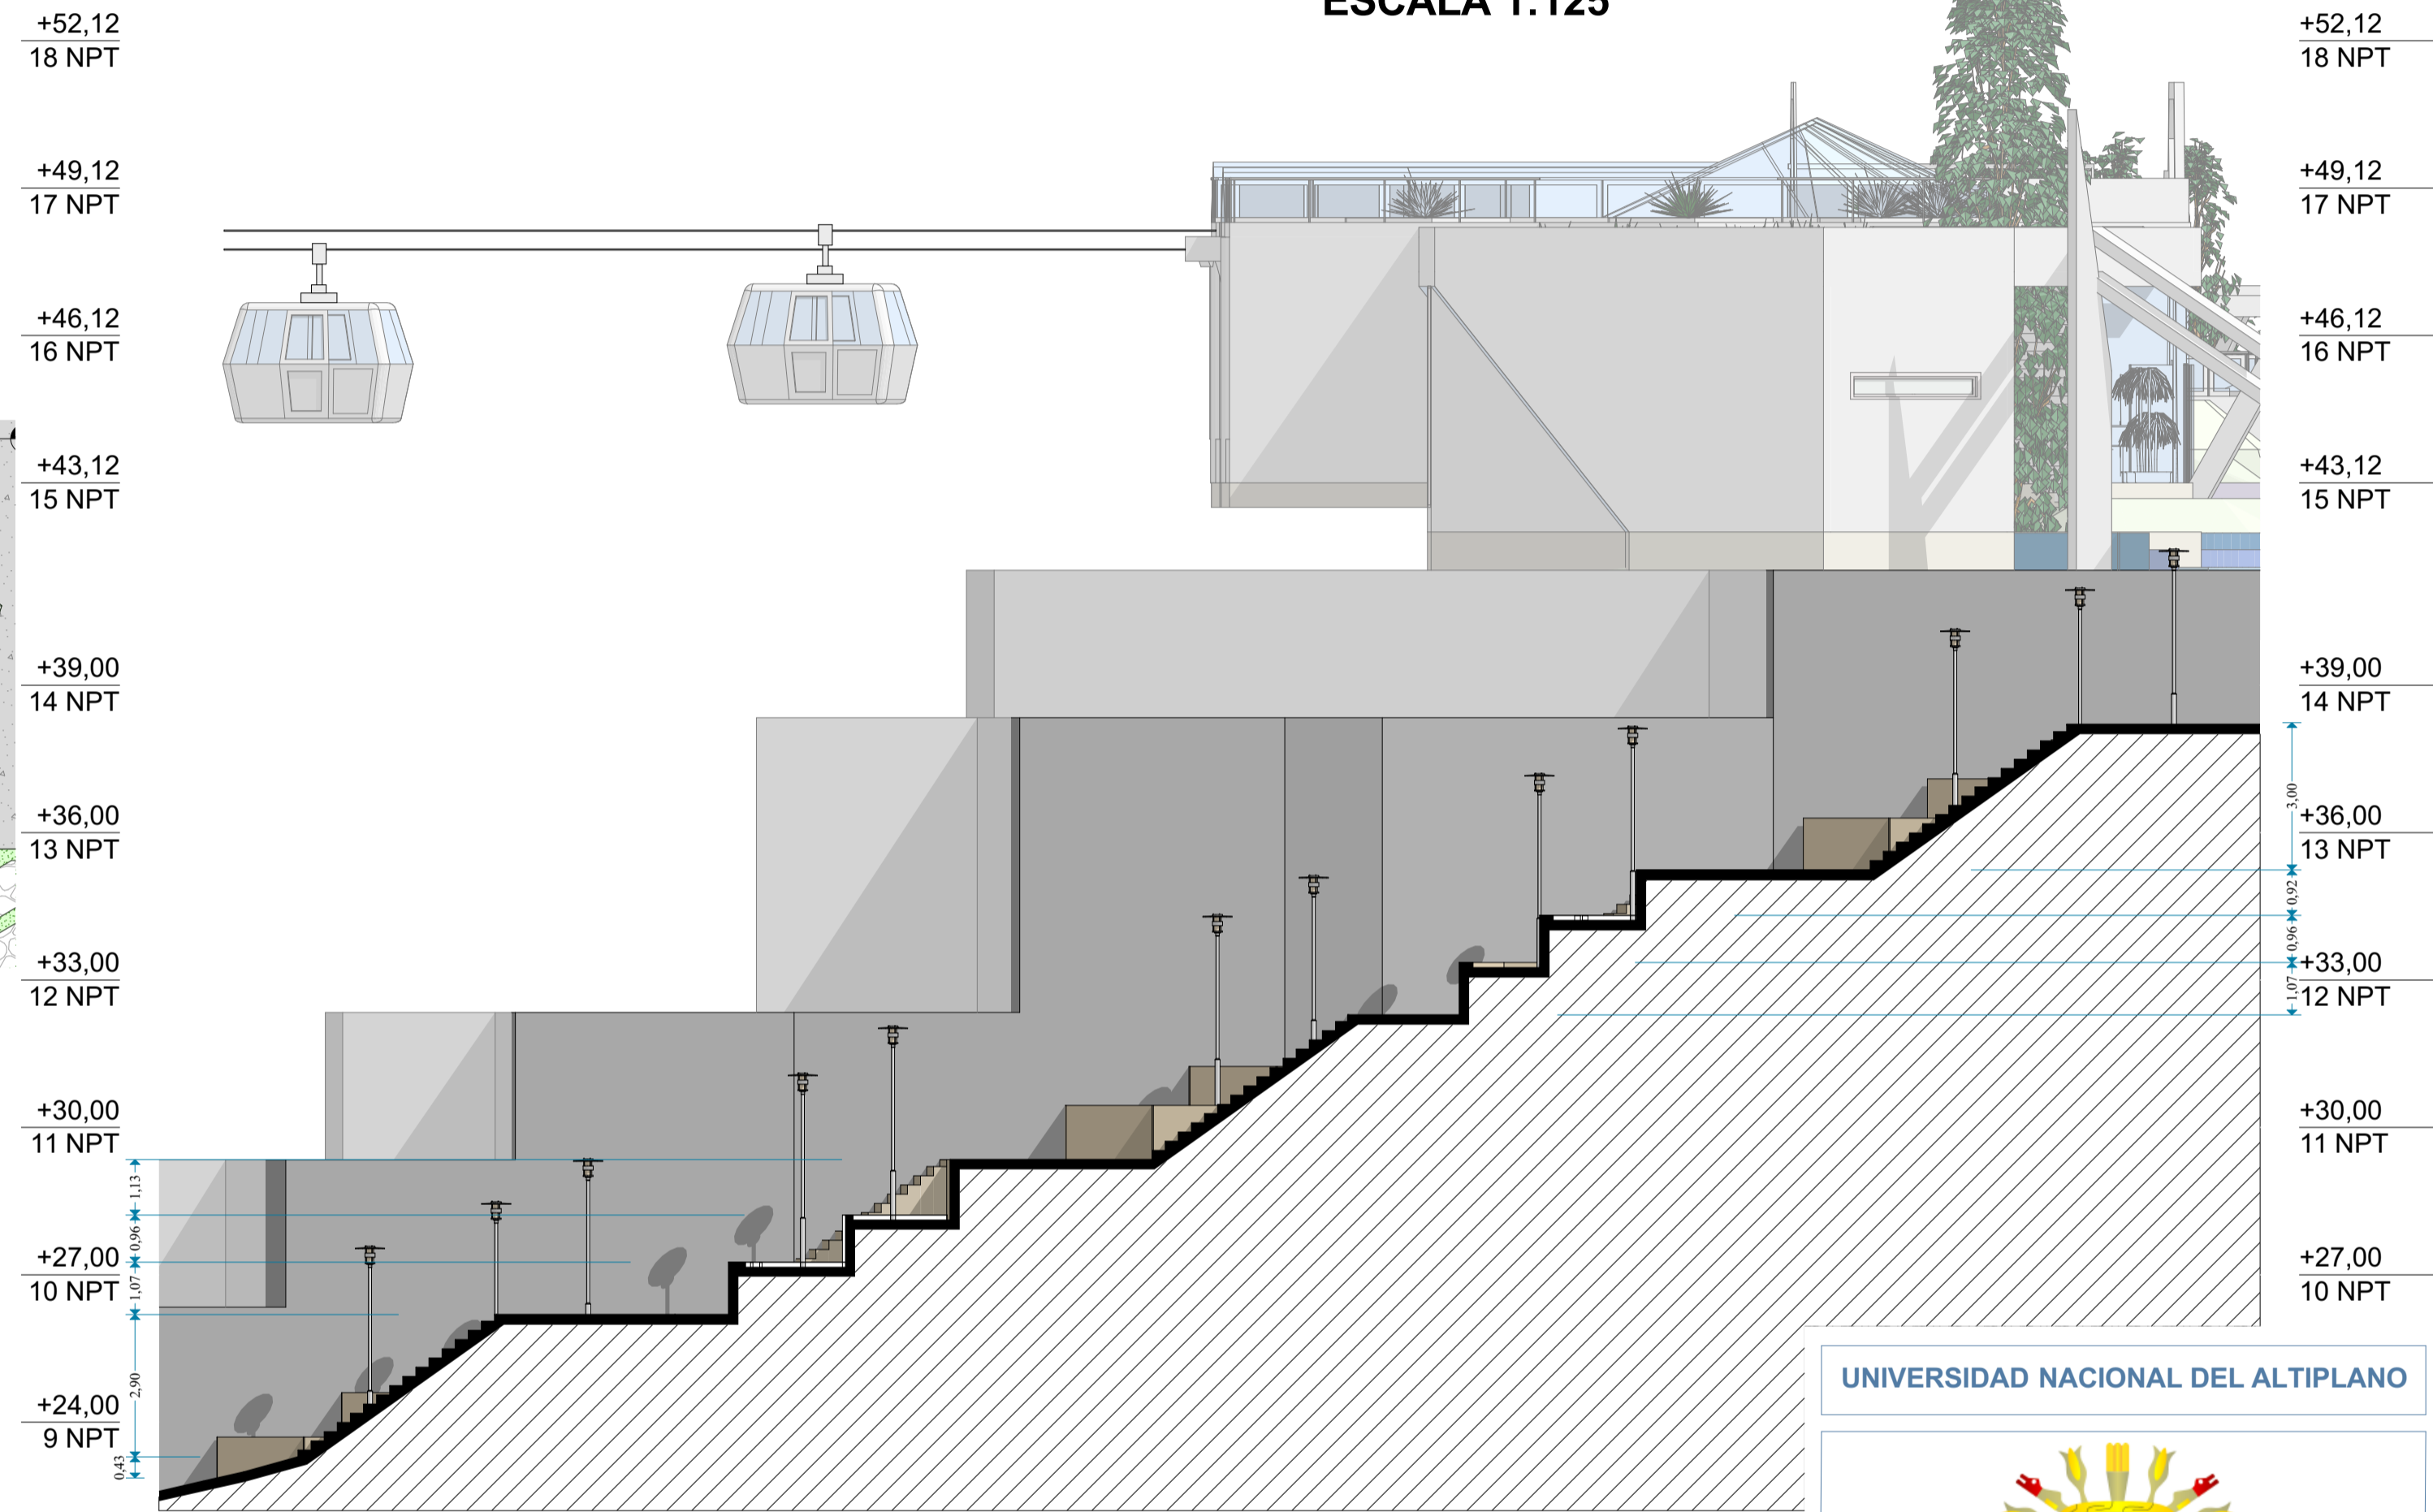 ESCALA 1:125
+52,12
18 NPT
+49,12
17 NPT
+46,12
16 NPT
+43,12
15 NPT
+39,00
14 NPT
+36,00
13 NPT
+33,00
12 NPT
+30,00
11 NPT
+27,00
10 NPT
+24,00
9 NPT
1,13
0,96
1,07
2,90
0,43
+52,12
18 NPT
+49,12
17 NPT
+46,12
16 NPT
+43,12
15 NPT
+39,00
14 NPT
+36,00
13 NPT
+33,00
12 NPT
+30,00
11 NPT
+27,00
10 NPT
3,00
0,92
0,96
1,07
UNIVERSIDAD NACIONAL DEL ALTIPLANO